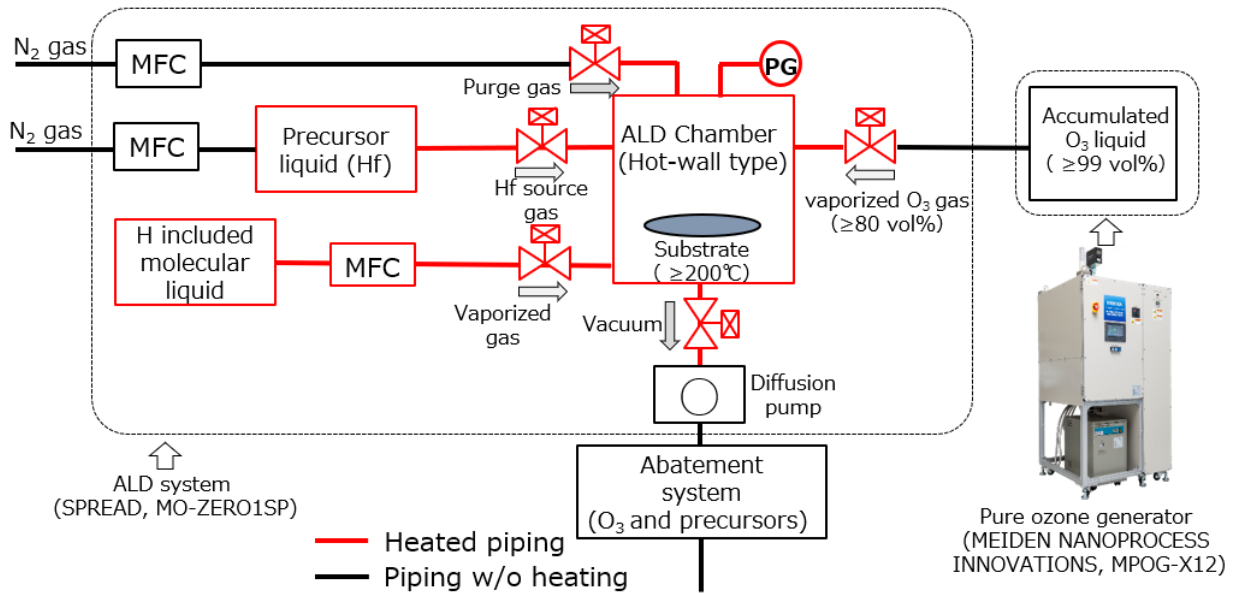 N₂ gas
MFC
Purge gas
PG
N₂ gas
MFC
Precursor
liquid (Hf)
Hf source
gas
ALD Chamber
(Hot-wall type)
Substrate
( ≥200℃)
vaporized O₃ gas
(≥80 vol%)
Accumulated
O₃ liquid
( ≥99 vol%)
H included
molecular
liquid
MFC
Vaporized
gas
Vacuum
Diffusion
pump
ALD system
(SPREAD, MO-ZERO1SP)
Abatement
system
(O₃ and precursors)
Heated piping
Piping w/o heating
Pure ozone generator
(MEIDEN NANOPROCESS
INNOVATIONS, MPOG-X12)